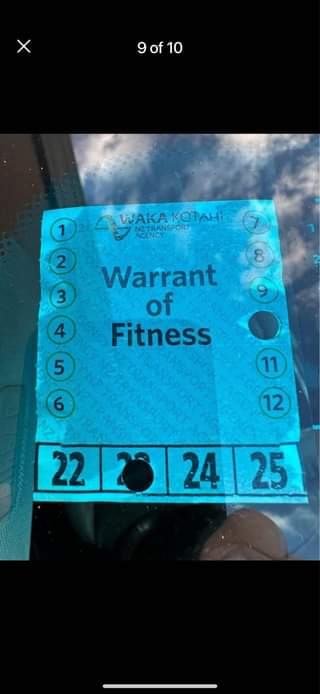 9 of 10
WAKA KOTAHI
NZ TRANSPORT
AGENCY
Warrant
of
Fitness
1
2
3
4
5
6
7
8
9
11
12
22
24
25